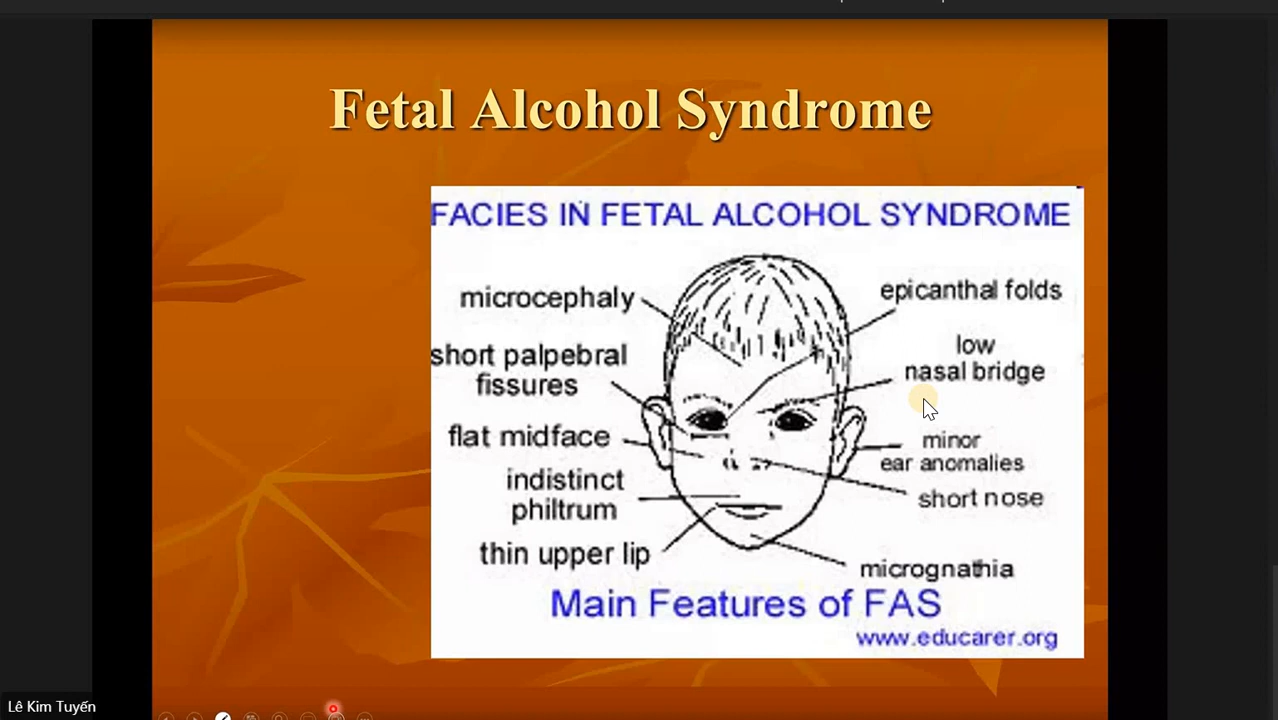 Fetal Alcohol Syndrome
FACIES IN FETAL ALCOHOL SYNDROME
microcephaly
epicanthal folds
short palpebral
fissures
low
nasal bridge
flat midface
minor
ear anomalies
indistinct
philtrum
short nose
thin upper lip
micrognathia
Main Features of FAS
www.educarer.org
Lê Kim Tuyến